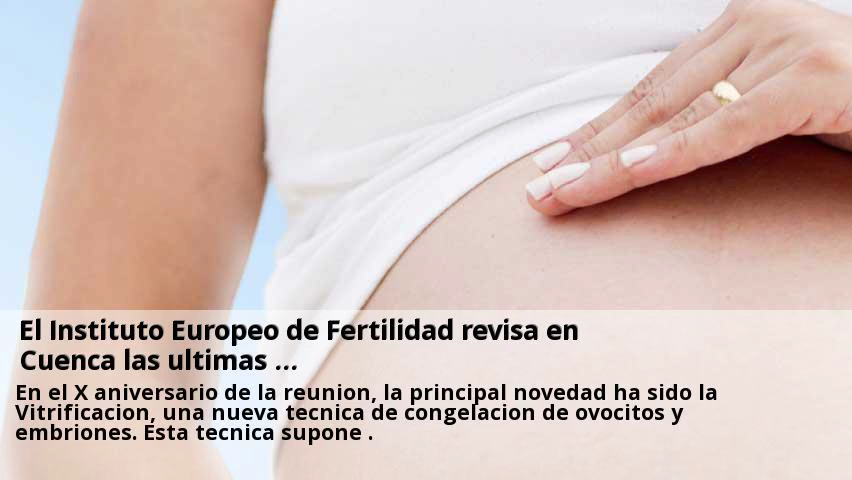 El Instituto Europeo de Fertilidad revisa en
Cuenca las ultimas ...
En el X aniversario de la reunion, la principal novedad ha sido la
Vitrificacion, una nueva tecnica de congelacion de ovocitos y
embriones. Esta tecnica supone .